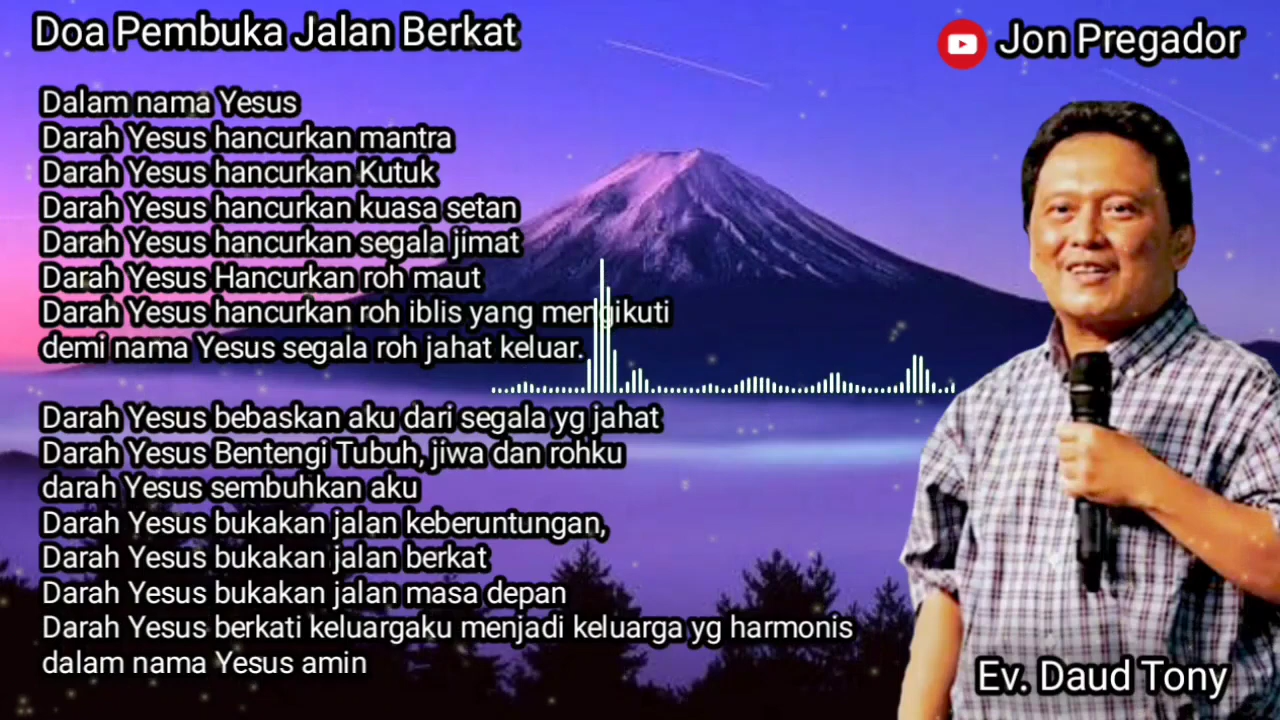 Doa Pembuka Jalan Berkat
Jon Pregador
Dalam nama Yesus
Darah Yesus hancurkan mantra
Darah Yesus hancurkan Kutuk
Darah Yesus hancurkan kuasa setan
Darah Yesus hancurkan segala jimat
Darah Yesus Hancurkan roh maut
Darah Yesus hancurkan roh iblis yang mengikuti
demi nama Yesus segala roh jahat keluar.
Darah Yesus bebaskan aku dari segala yg jahat
Darah Yesus Bentengi Tubuh, jiwa dan rohku
darah Yesus sembuhkan aku
Darah Yesus bukakan jalan keberuntungan,
Darah Yesus bukakan jalan berkat
Darah Yesus bukakan jalan masa depan
Darah Yesus berkati keluargaku menjadi keluarga yg harmonis
dalam nama Yesus amin
Ev. Daud Tony